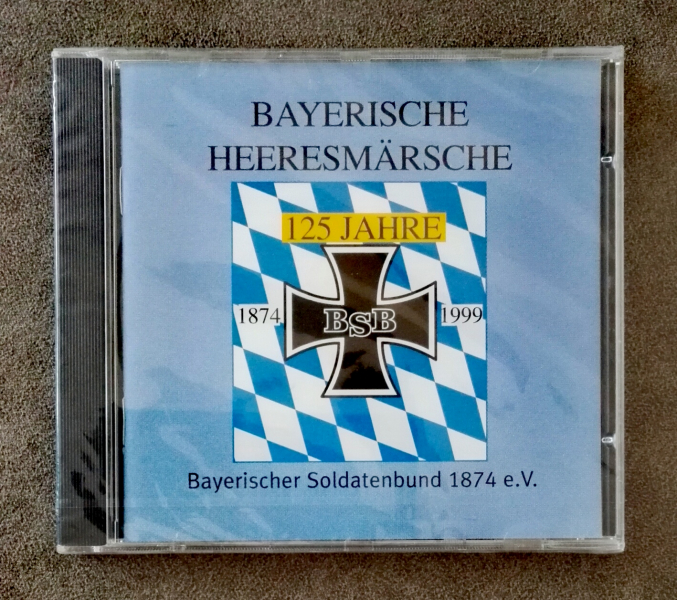 BAYERISCHE
HEERESMÄRSCHE
125 JAHRE
1874 BSB 1999
Bayerischer Soldatenbund 1874 e.V.